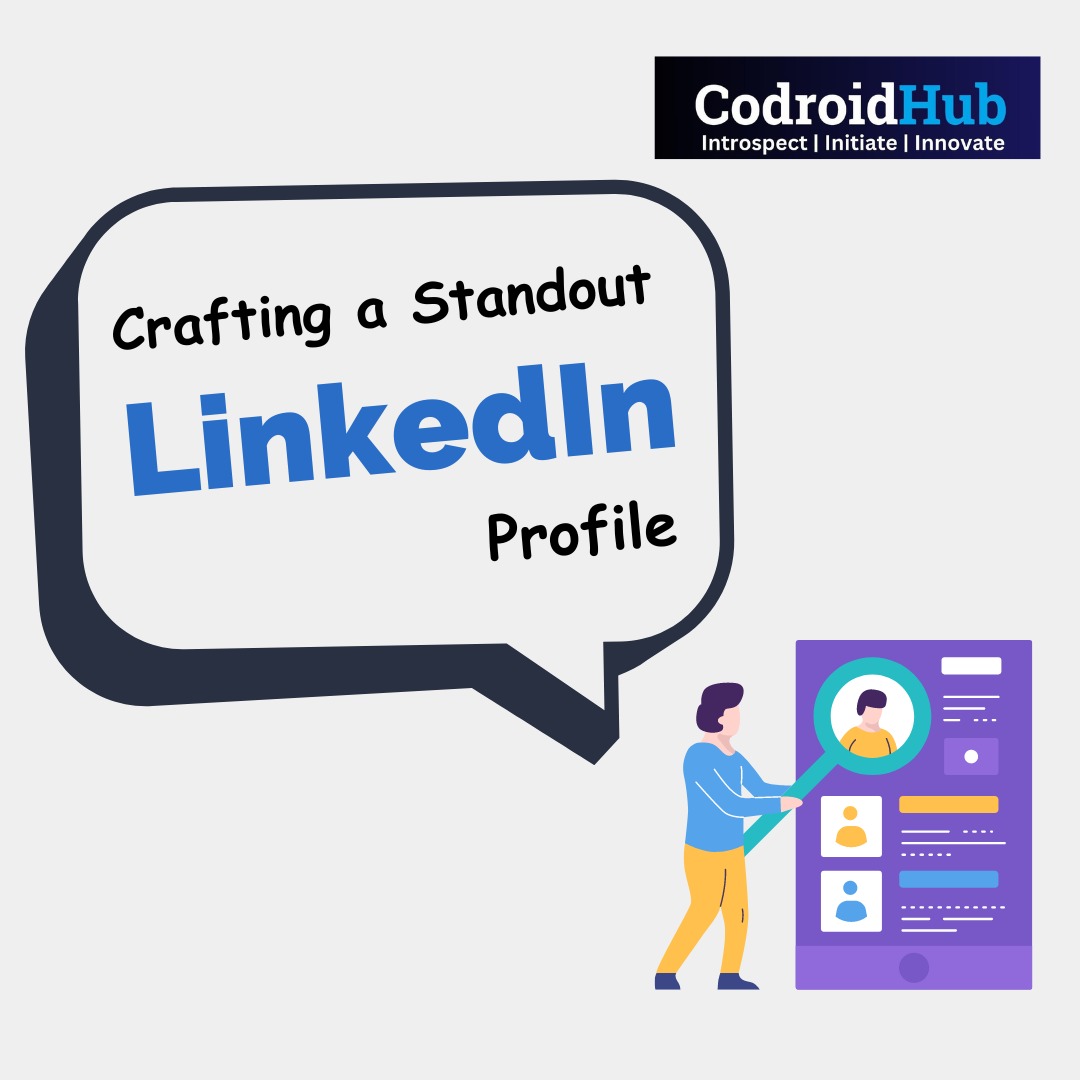 CodroidHub
Introspect | Initiate | Innovate
Crafting a Standout
LinkedIn
Profile